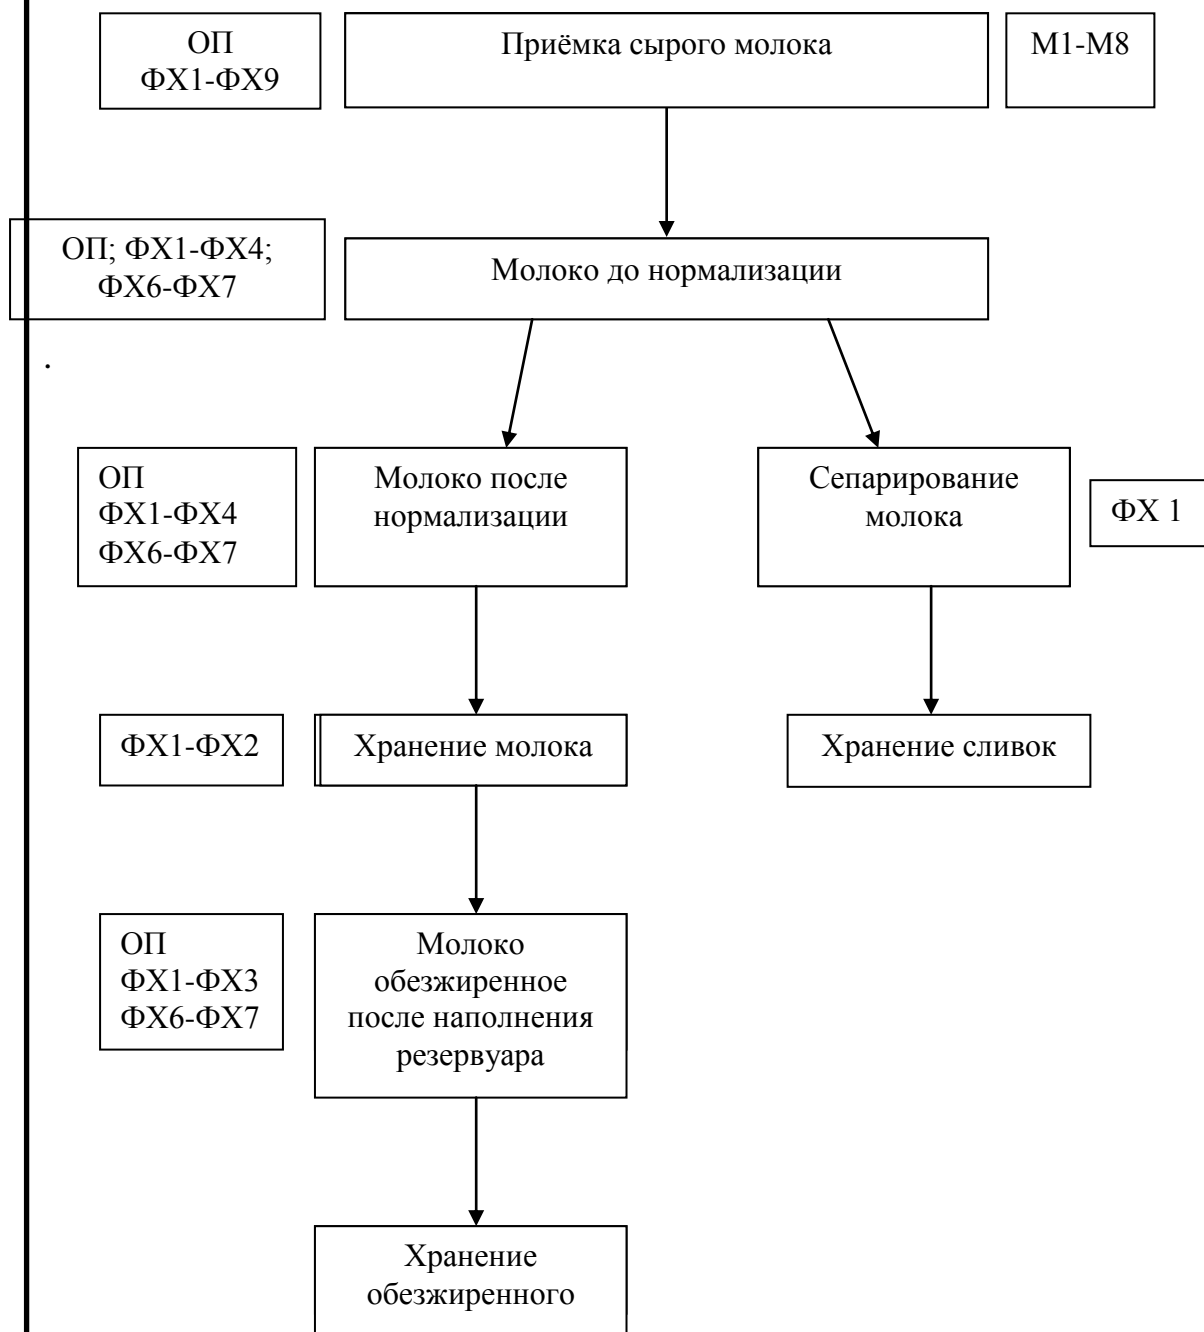 ОП
ФХ1-ФХ9
Приёмка сырого молока
М1-М8
ОП; ФХ1-ФХ4;
ФХ6-ФХ7
Молоко до нормализации
.
ОП
ФХ1-ФХ4
ФХ6-ФХ7
Молоко после
нормализации
Сепарирование
молока
ФХ 1
ФХ1-ФХ2
Хранение молока
Хранение сливок
ОП
ФХ1-ФХ3
ФХ6-ФХ7
Молоко
обезжиренное
после наполнения
резервуара
Хранение
обезжиренного